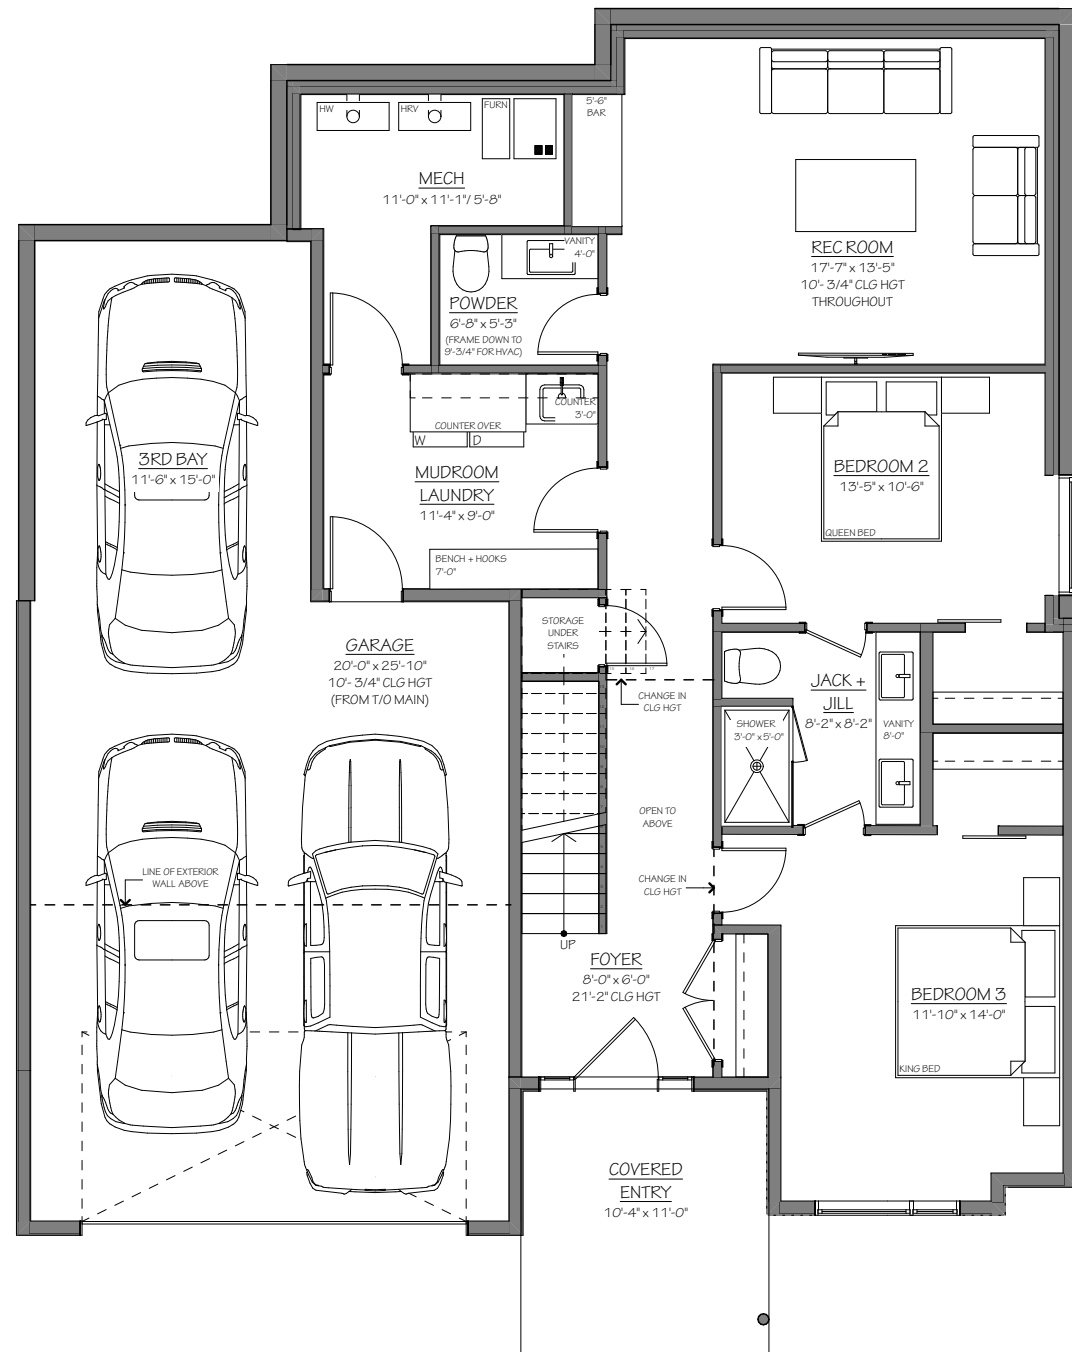 HW
HRV
FURN
5'-6"
BAR
MECH
11'-0" x 11'-1"/ 5'-8"
REC ROOM
17'-7" x 13'-5"
10'- 3/4" CLG HGT
THROUGHOUT
VANITY
4'-0"
POWDER
6'-8" x 5'-3"
(FRAME DOWN TO
9'-3/4" FOR HVAC)
COUNTER
3'-0"
COUNTER OVER
W
D
3RD BAY
11'-6" x 15'-0"
MUDROOM
LAUNDRY
11'-4" x 9'-0"
BEDROOM 2
13'-5" x 10'-6"
QUEEN BED
BENCH + HOOKS
7'-0"
STORAGE
UNDER
STAIRS
GARAGE
20'-0" x 25'-10"
10'- 3/4" CLG HGT
(FROM T/O MAIN)
CHANGE IN
CLG HGT
JACK +
JILL
8'-2" x 8'-2"
SHOWER
3'-0" x 5'-0"
VANITY
8'-0"
OPEN TO
ABOVE
LINE OF EXTERIOR
WALL ABOVE
CHANGE IN
CLG HGT
UP
FOYER
8'-0" x 6'-0"
21'-2" CLG HGT
BEDROOM 3
11'-10" x 14'-0"
KING BED
COVERED
ENTRY
10'-4" x 11'-0"